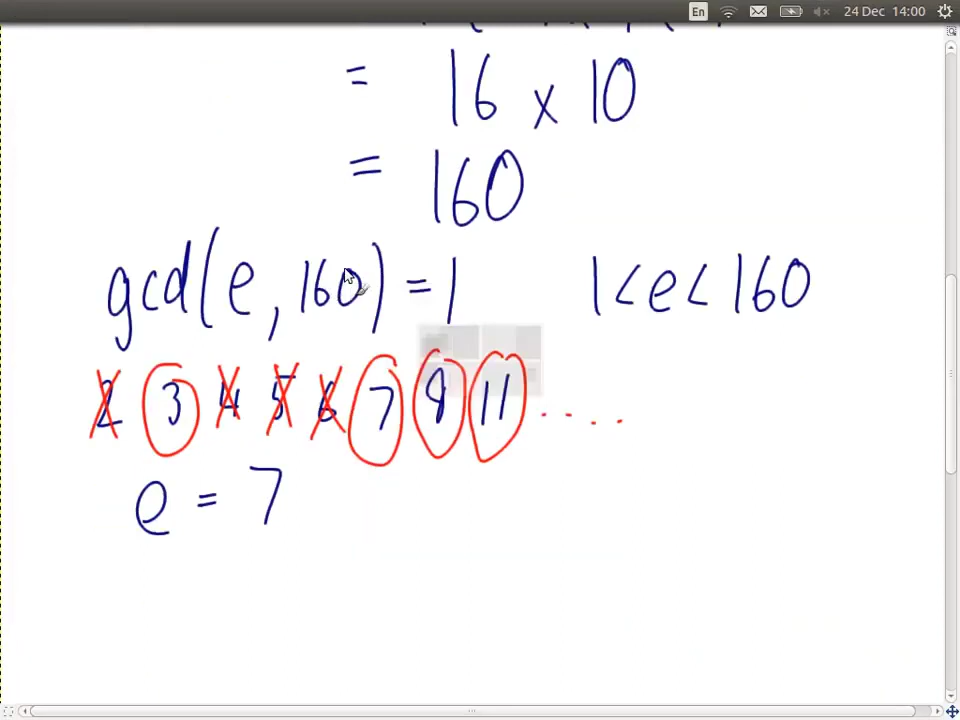 En 24 Dec 14:00
= 16 x 10
= 160
gcd(e, 160) = 1 1 < e < 160
2 3 4 5 6 7 9 11 ......
e = 7